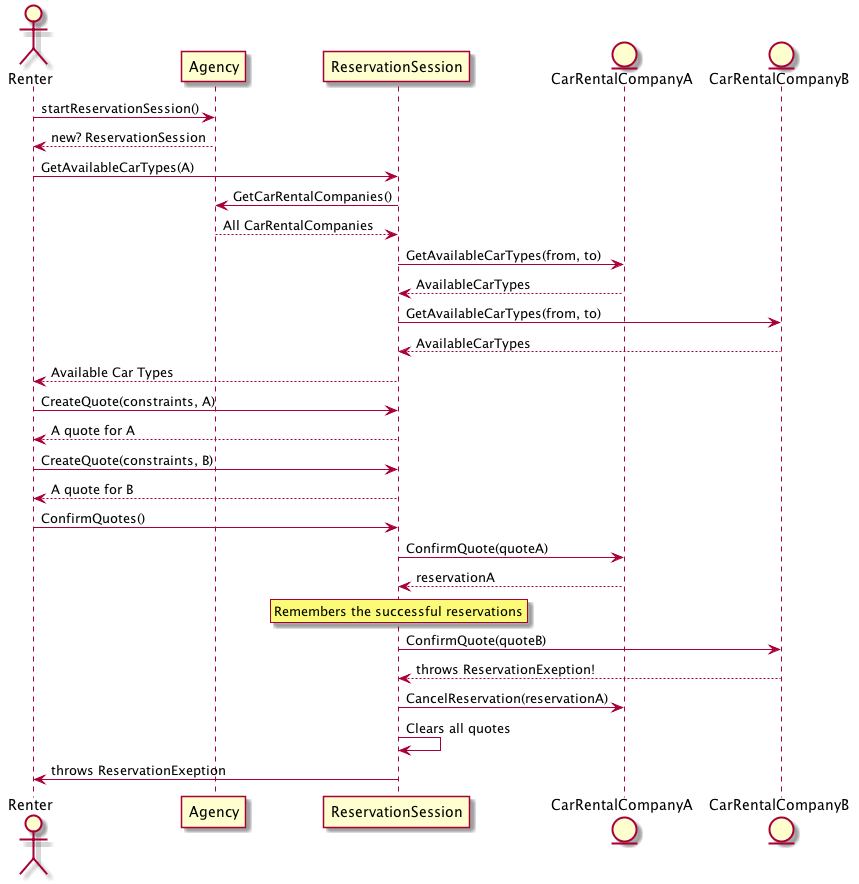 Renter
Agency
ReservationSession
CarRentalCompanyA
CarRentalCompanyB
startReservationSession()
new? ReservationSession
GetAvailableCarTypes(A)
GetCarRentalCompanies()
All CarRentalCompanies
GetAvailableCarTypes(from, to)
AvailableCarTypes
GetAvailableCarTypes(from, to)
AvailableCarTypes
Available Car Types
CreateQuote(constraints, A)
A quote for A
CreateQuote(constraints, B)
A quote for B
ConfirmQuotes()
ConfirmQuote(quoteA)
reservationA
Remembers the successful reservations
ConfirmQuote(quoteB)
throws ReservationExeption!
CancelReservation(reservationA)
Clears all quotes
throws ReservationExeption
Renter
Agency
ReservationSession
CarRentalCompanyA
CarRentalCompanyB